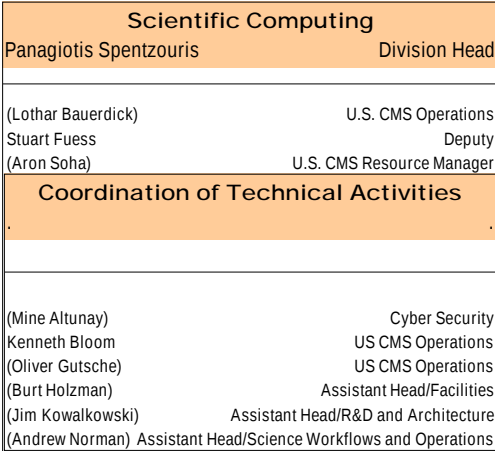 Scientific Computing
Panagiotis Spentzouris Division Head
(Lothar Bauerdick) U.S. CMS Operations
Stuart Fuess Deputy
(Aron Soha) U.S. CMS Resource Manager
Coordination of Technical Activities
. .
(Mine Altunay) Cyber Security
Kenneth Bloom US CMS Operations
(Oliver Gutsche) US CMS Operations
(Burt Holzman) Assistant Head/Facilities
(Jim Kowalkowski) Assistant Head/R&D and Architecture
(Andrew Norman) Assistant Head/Science Workflows and Operations